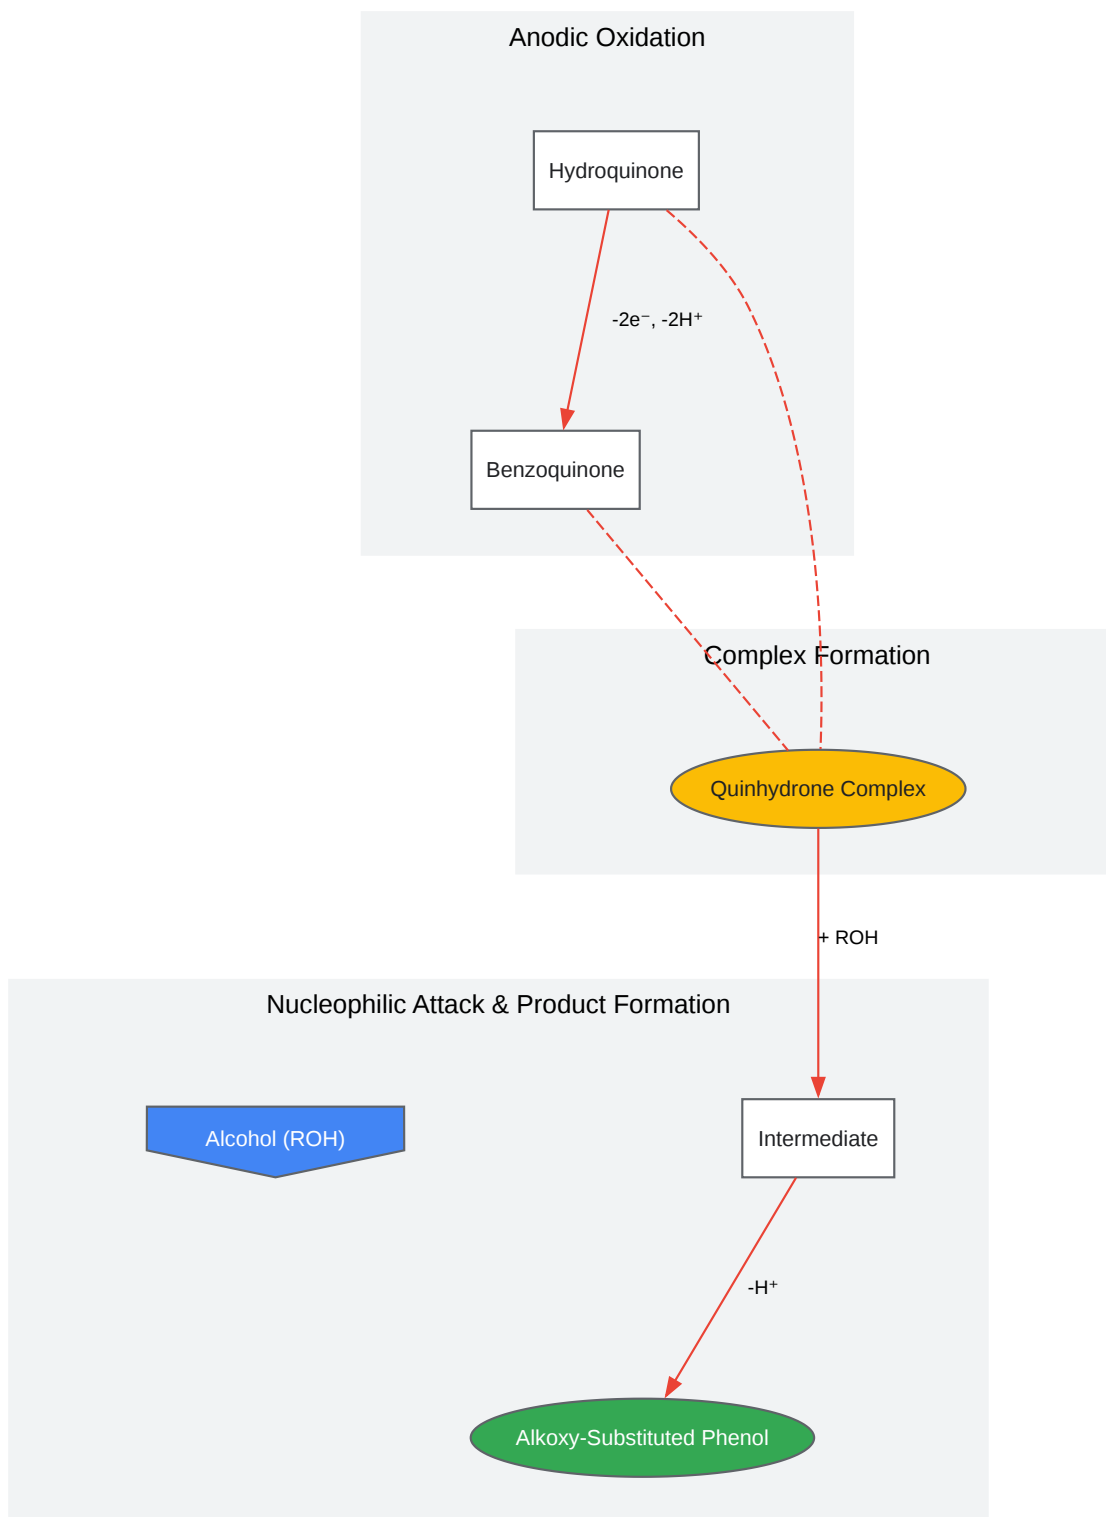 Anodic Oxidation
Hydroquinone
-2e⁻, -2H⁺
Benzoquinone
Complex Formation
Quinhydrone Complex
+ ROH
Nucleophilic Attack & Product Formation
Alcohol (ROH)
Intermediate
-H⁺
Alkoxy-Substituted Phenol